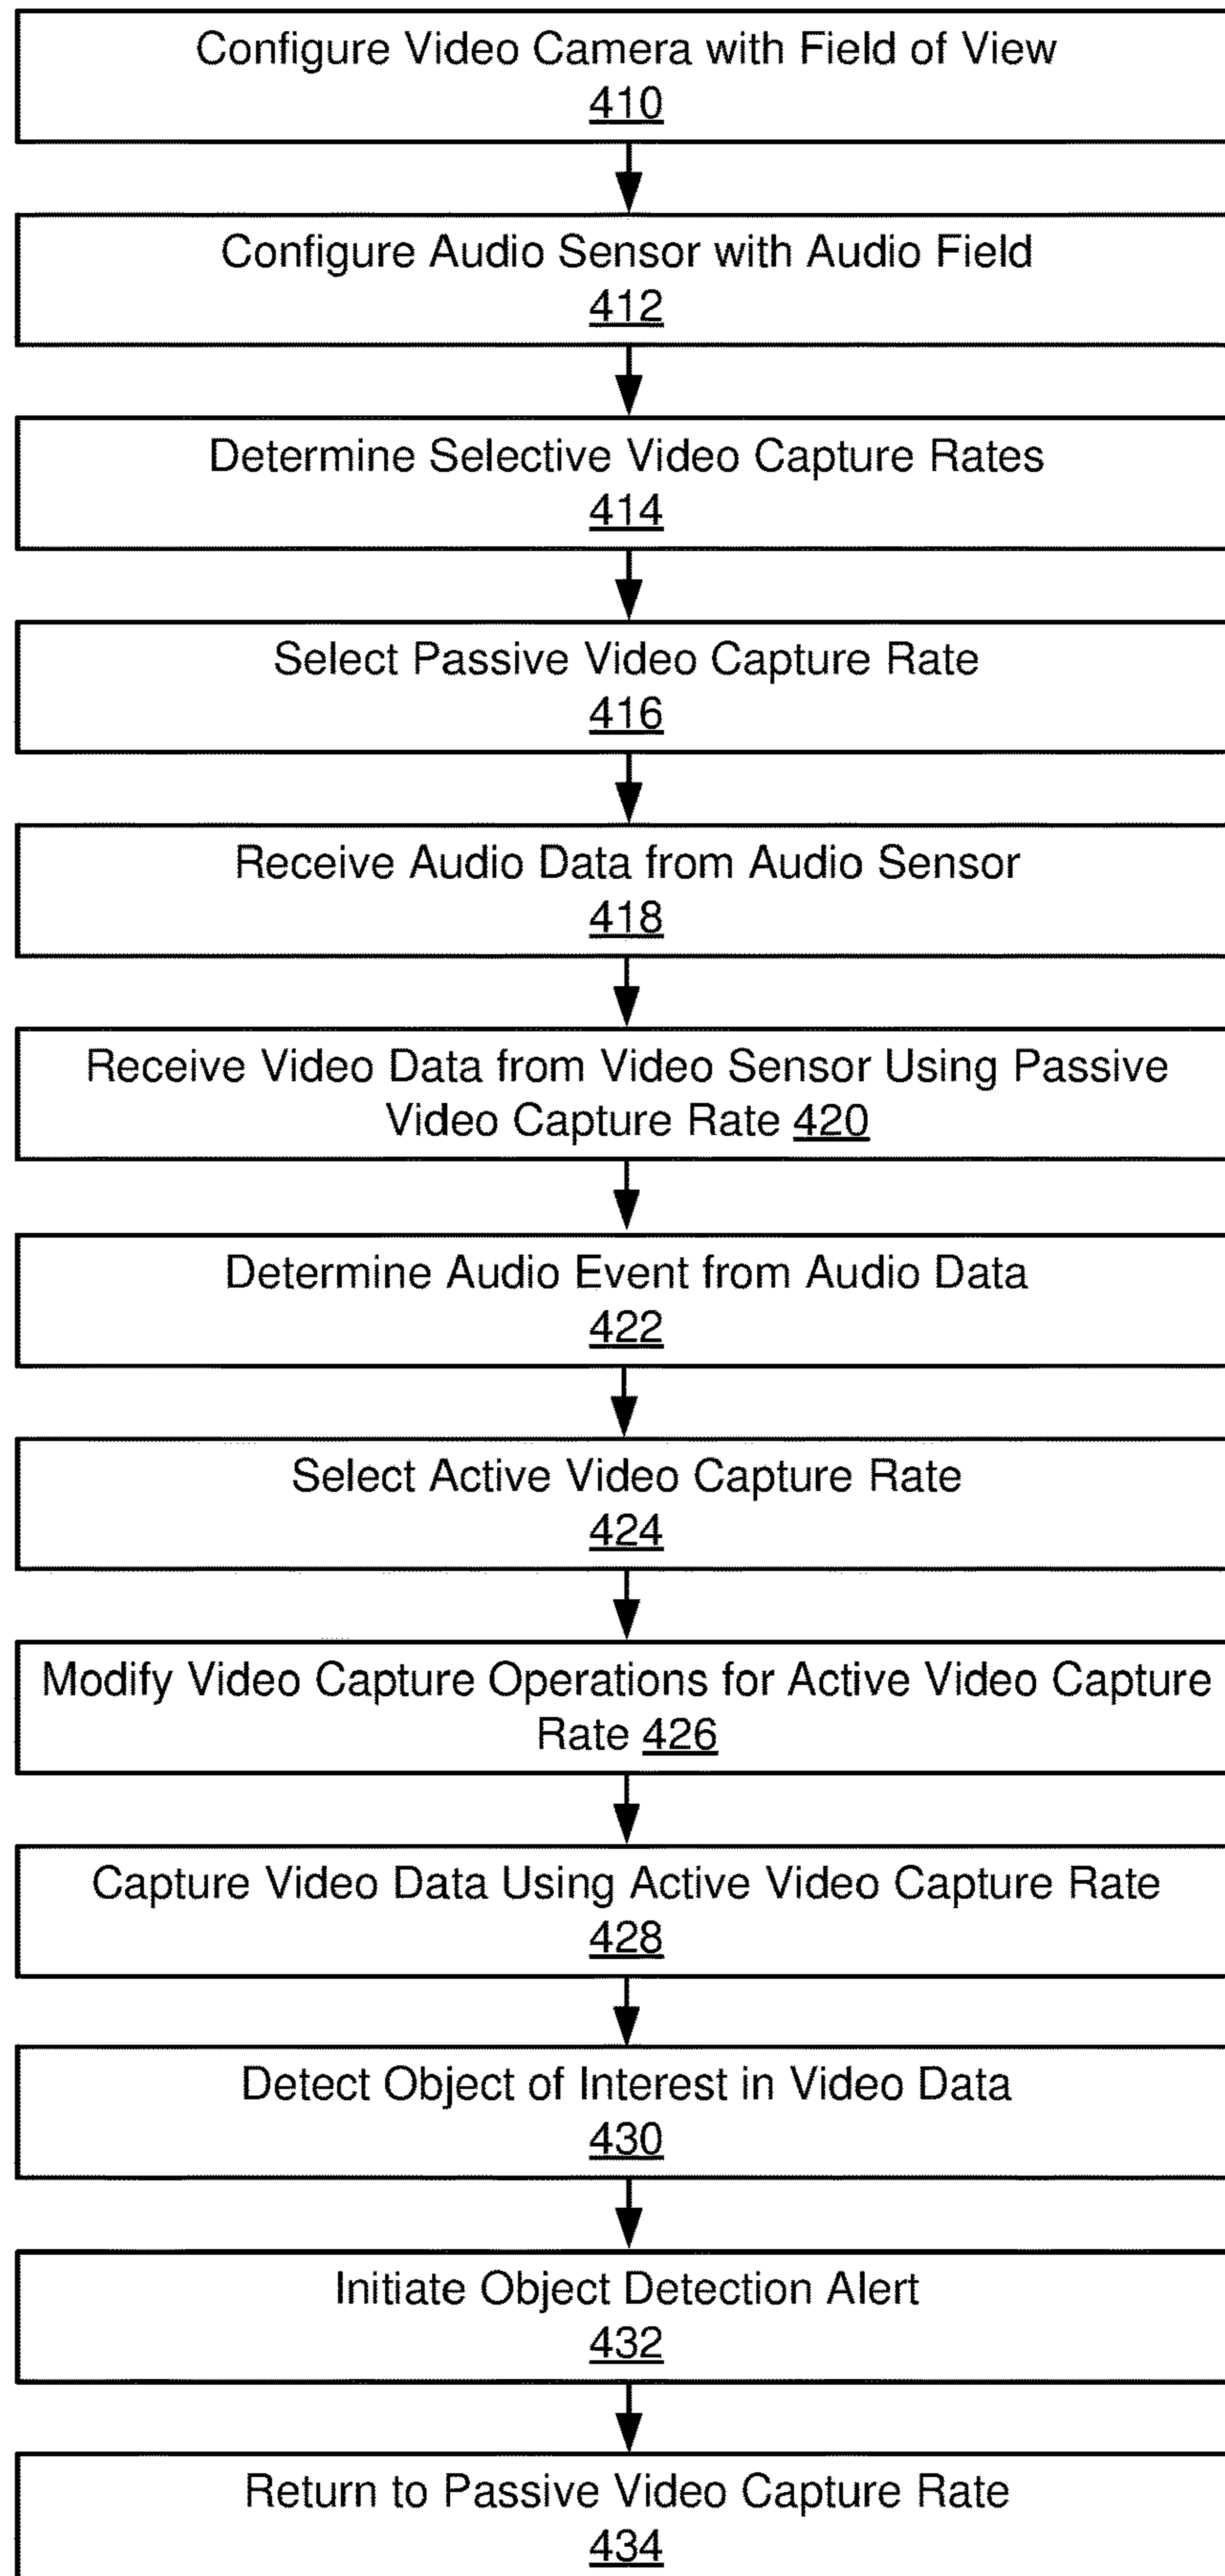 Configure Video Camera with Field of View
410
Configure Audio Sensor with Audio Field
412
Determine Selective Video Capture Rates
414
Select Passive Video Capture Rate
416
Receive Audio Data from Audio Sensor
418
Receive Video Data from Video Sensor Using Passive
Video Capture Rate 420
Determine Audio Event from Audio Data
422
Select Active Video Capture Rate
424
Modify Video Capture Operations for Active Video Capture
Rate 426
Capture Video Data Using Active Video Capture Rate
428
Detect Object of Interest in Video Data
430
Initiate Object Detection Alert
432
Return to Passive Video Capture Rate
434